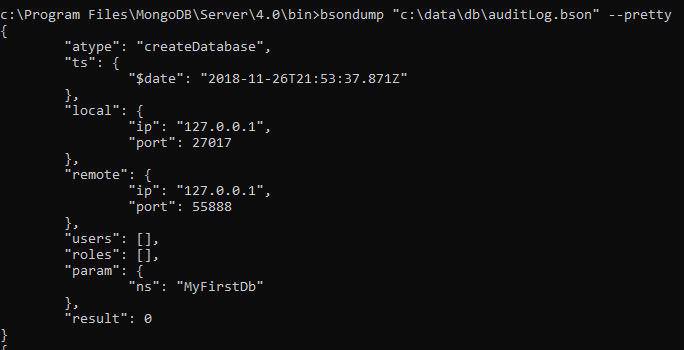 c:\Program Files\MongoDB\Server\4.0\bin>bsondump "c:\data\db\auditLog.bson" --pretty
{
        "atype": "createDatabase",
        "ts": {
                "$date": "2018-11-26T21:53:37.871Z"
        },
        "local": {
                "ip": "127.0.0.1",
                "port": 27017
        },
        "remote": {
                "ip": "127.0.0.1",
                "port": 55888
        },
        "users": [],
        "roles": [],
        "param": {
                "ns": "MyFirstDb"
        },
        "result": 0
}
{